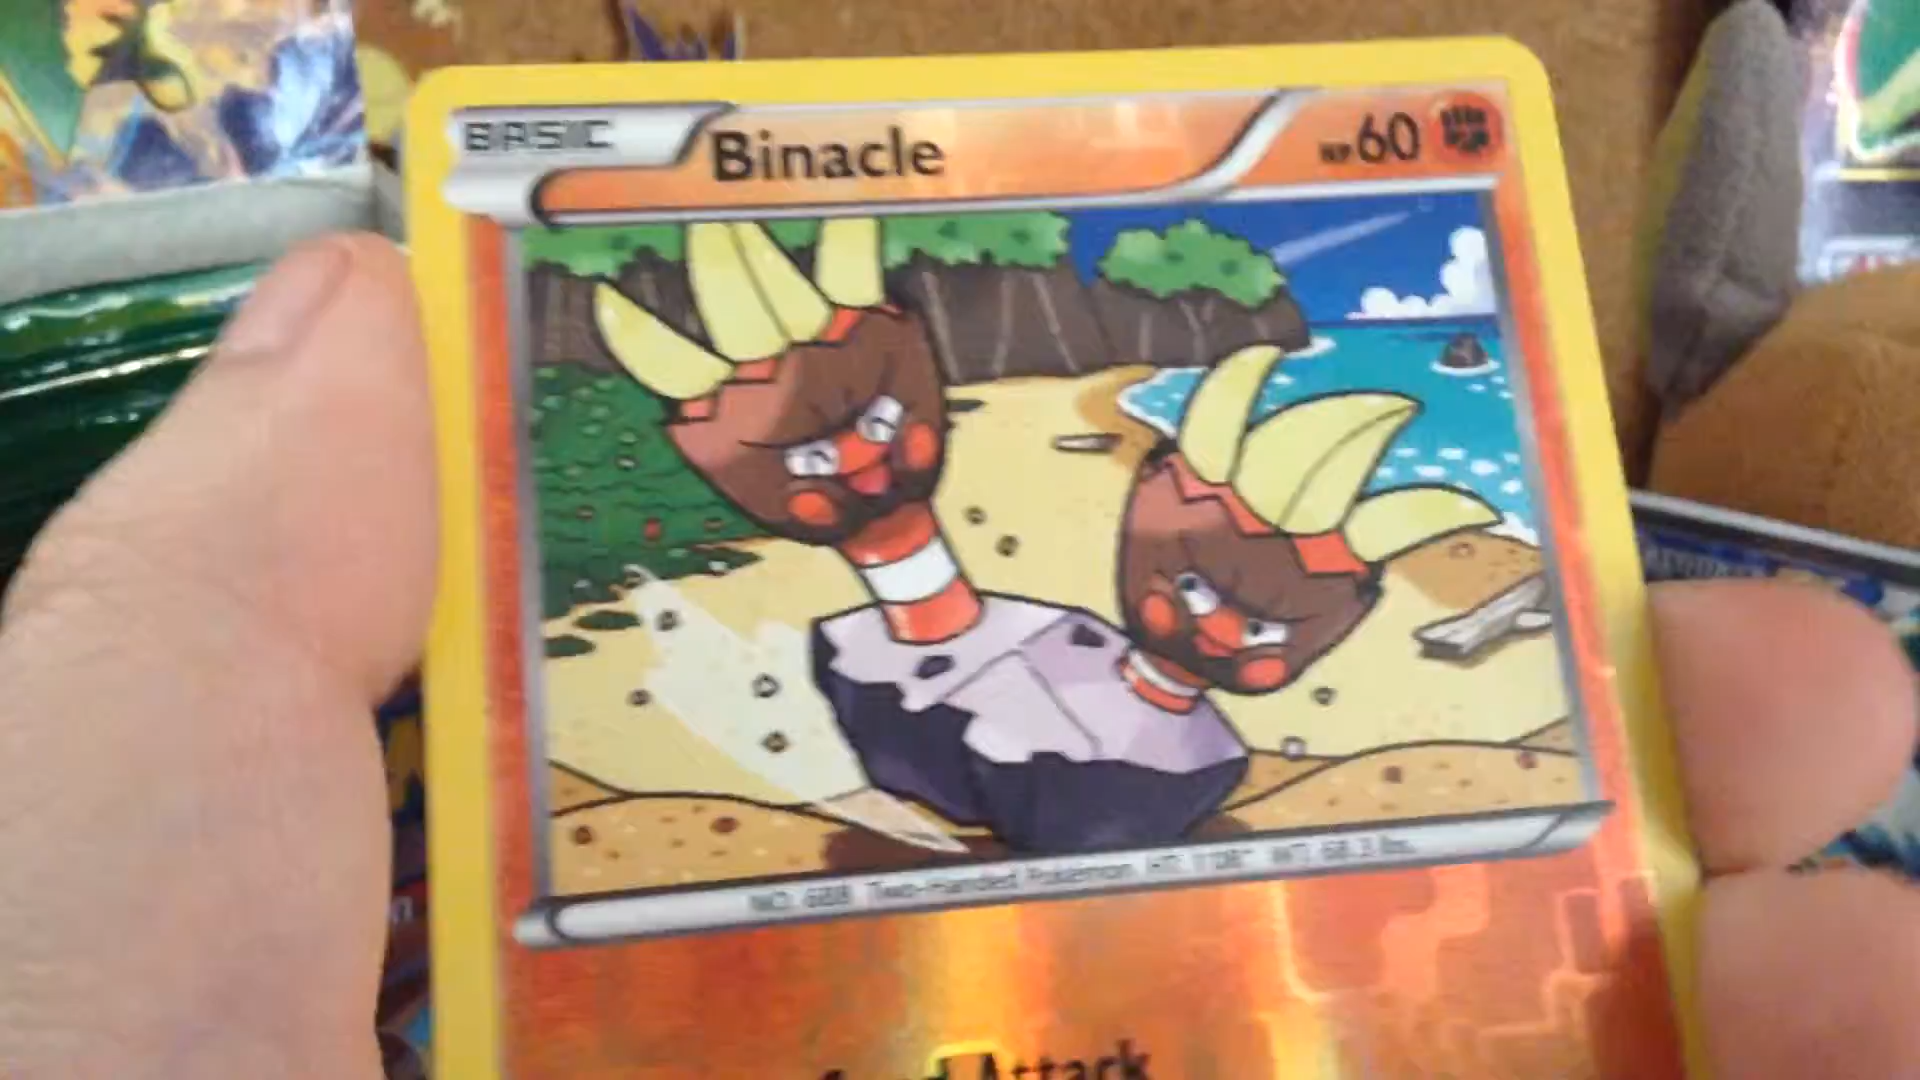 BASIC Binacle HP60
NO. 688 Two-Handed Pokémon HT: 1'08" WT: 68.3 lbs.
Attack